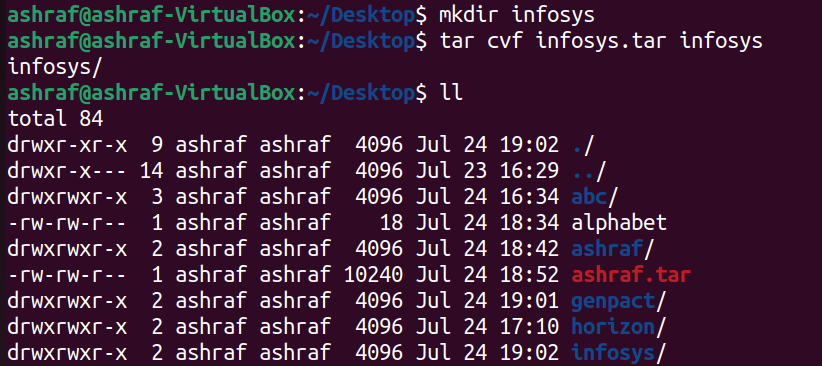 ashraf@ashraf-VirtualBox:~/Desktop$ mkdir infosys
ashraf@ashraf-VirtualBox:~/Desktop$ tar cvf infosys.tar infosys
infosys/
ashraf@ashraf-VirtualBox:~/Desktop$ ll
total 84
drwxr-xr-x  9 ashraf ashraf  4096 Jul 24 19:02 ./
drwxr-x--- 14 ashraf ashraf  4096 Jul 23 16:29 ../
drwxrwxr-x  3 ashraf ashraf  4096 Jul 24 16:34 abc/
-rw-rw-r--  1 ashraf ashraf    18 Jul 24 18:34 alphabet
drwxrwxr-x  2 ashraf ashraf  4096 Jul 24 18:42 ashraf/
-rw-rw-r--  1 ashraf ashraf 10240 Jul 24 18:52 ashraf.tar
drwxrwxr-x  2 ashraf ashraf  4096 Jul 24 19:01 genpact/
drwxrwxr-x  2 ashraf ashraf  4096 Jul 24 17:10 horizon/
drwxrwxr-x  2 ashraf ashraf  4096 Jul 24 19:02 infosys/